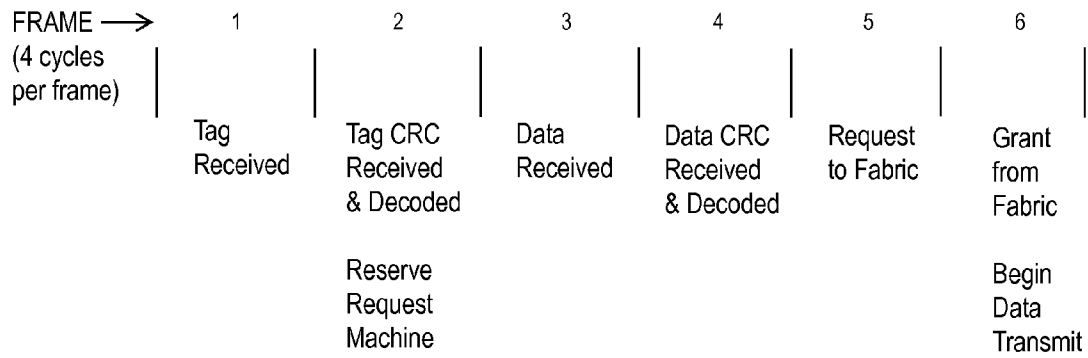 FRAME → 1 2 3 4 5 6
(4 cycles
per frame)
Tag
Received
Tag CRC
Received
& Decoded
Data
Received
Data CRC
Received
& Decoded
Request
to Fabric
Grant
from
Fabric
Reserve
Request
Machine
Begin
Data
Transmit